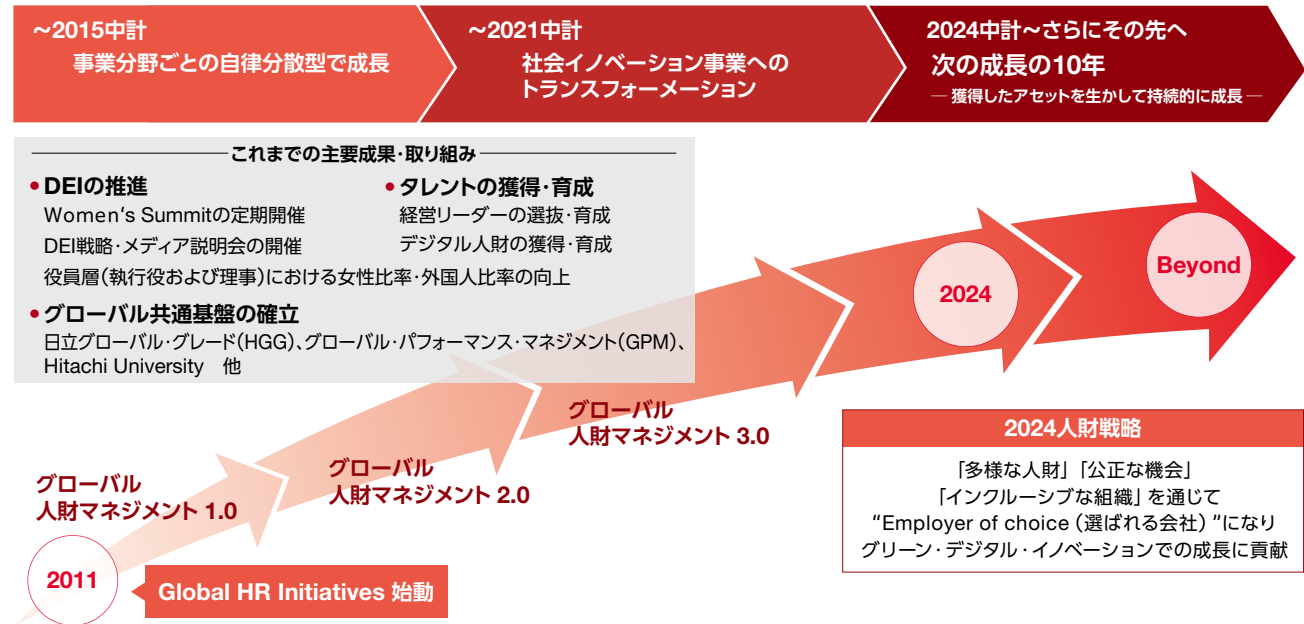 ~2015中計
事業分野ごとの自律分散型で成長
~2021中計
社会イノベーション事業への
トランスフォーメーション
2024中計~さらにその先へ
次の成長の10年
― 獲得したアセットを生かして持続的に成長 ―
これまでの主要成果・取り組み
• DEIの推進
Women‘s Summitの定期開催
DEI戦略・メディア説明会の開催
役員層(執行役および理事)における女性比率・外国人比率の向上
• タレントの獲得・育成
経営リーダーの選抜・育成
デジタル人財の獲得・育成
• グローバル共通基盤の確立
日立グローバル・グレード(HGG)、グローバル・パフォーマンス・マネジメント(GPM)、
Hitachi University 他
グローバル
人財マネジメント 1.0
グローバル
人財マネジメント 2.0
グローバル
人財マネジメント 3.0
2011
Global HR Initiatives 始動
2024
Beyond
2024人財戦略
「多様な人財」「公正な機会」
「インクルーシブな組織」を通じて
“Employer of choice(選ばれる会社)”になり
グリーン・デジタル・イノベーションでの成長に貢献